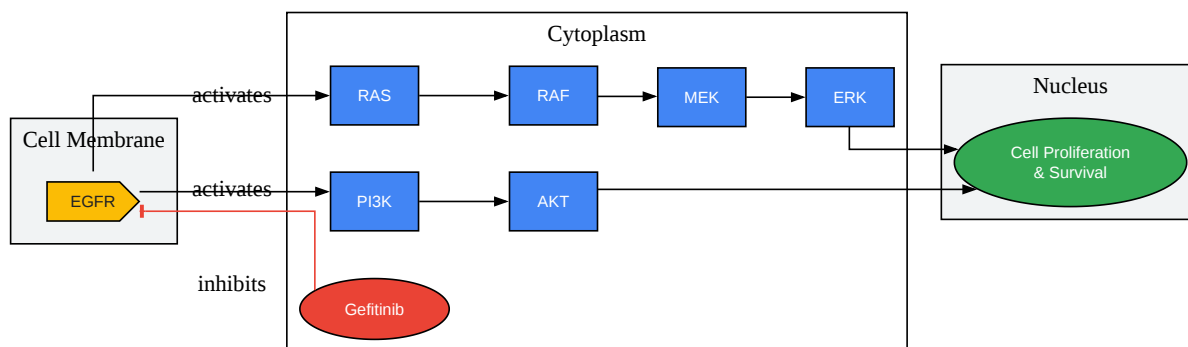 Cytoplasm
activates
RAS
RAF
MEK
ERK
Nucleus
Cell Membrane
Cell Proliferation
& Survival
EGFR
activates
PI3K
AKT
inhibits
Gefitinib